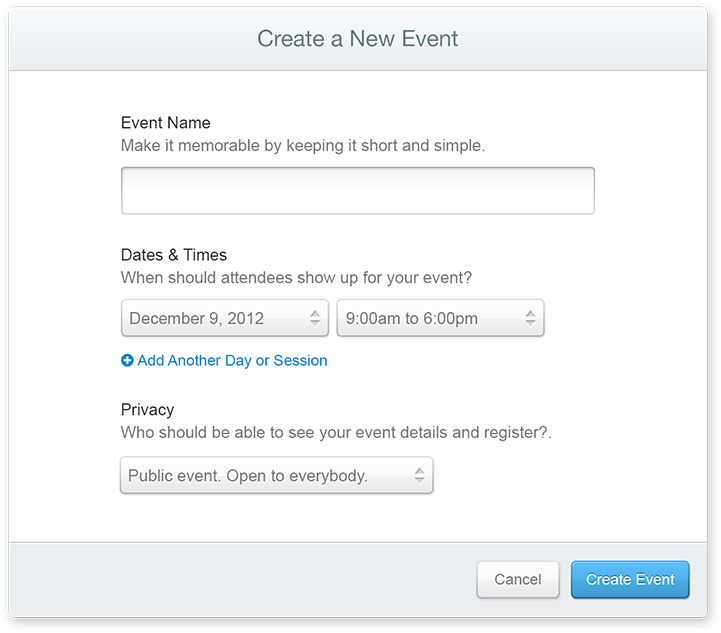 Create a New Event
Event Name
Make it memorable by keeping it short and simple.
Dates & Times
When should attendees show up for your event?
December 9, 2012 9:00am to 6:00pm
Add Another Day or Session
Privacy
Who should be able to see your event details and register?.
Public event. Open to everybody.
Cancel Create Event